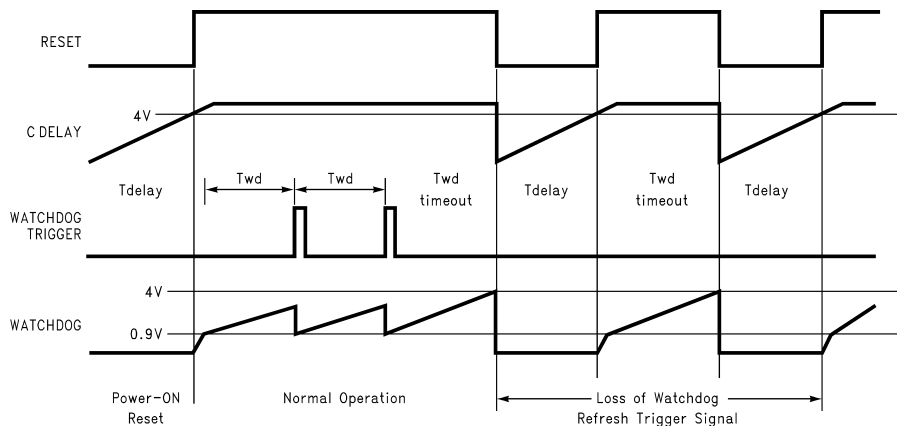 RESET
4V
C DELAY
Tdelay
Twd
Twd
Twd
timeout
Tdelay
Twd
timeout
Tdelay
WATCHDOG
TRIGGER
4V
WATCHDOG
0.9V
Power-ON
Reset
Normal Operation
Loss of Watchdog
Refresh Trigger Signal